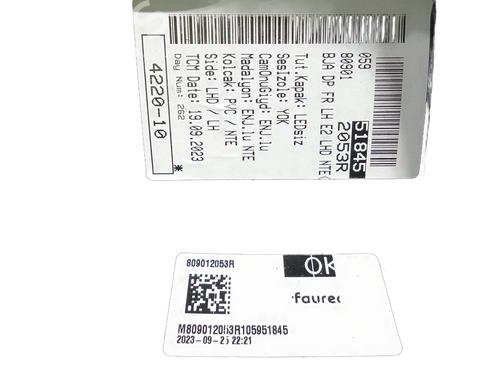 059
80901
51845
2053R
BJA DP FR LH E2 LHD NTE
Tut.Kapak: LEDsiz
SesIzole: YOK
CamOnuGiyd: ENJ.lu
Madalyon: ENJ.lu NTE
Kolcak: PVC / NTE
Side: LHD / LH
TCM Date: 19.09.2023
Day Num: 262
4220-10 *
809012053R
OK
faurec
M809012053R105951845
2023-09-25 22:21